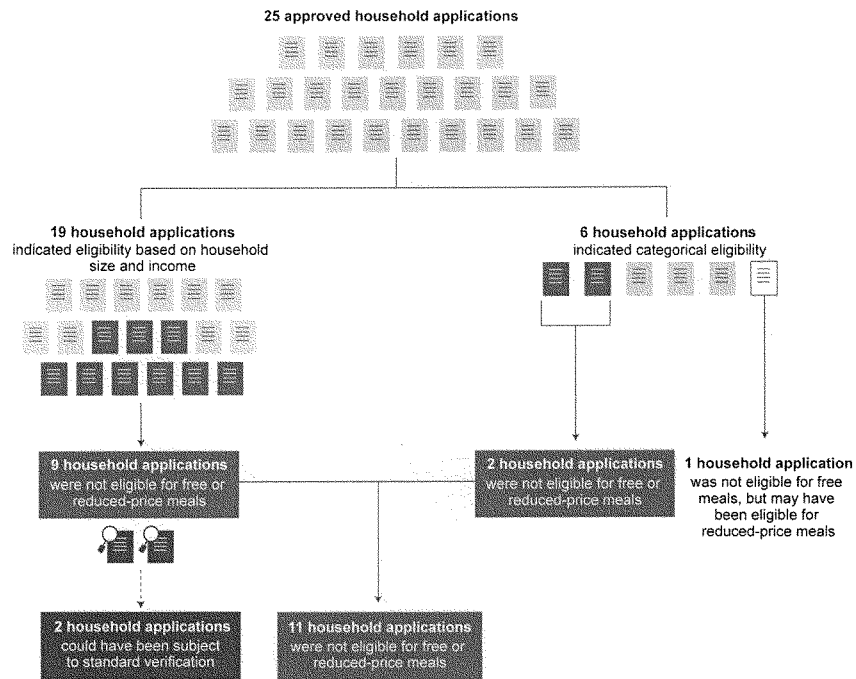 25 approved household applications
19 household applications
indicated eligibility based on household
size and income
6 household applications
indicated categorical eligibility
9 household applications
were not eligible for free or
reduced-price meals
2 household applications
were not eligible for free or
reduced-price meals
1 household application
was not eligible for free
meals, but may have
been eligible for
reduced-price meals
2 household applications
could have been subject
to standard verification
11 household applications
were not eligible for free or
reduced-price meals